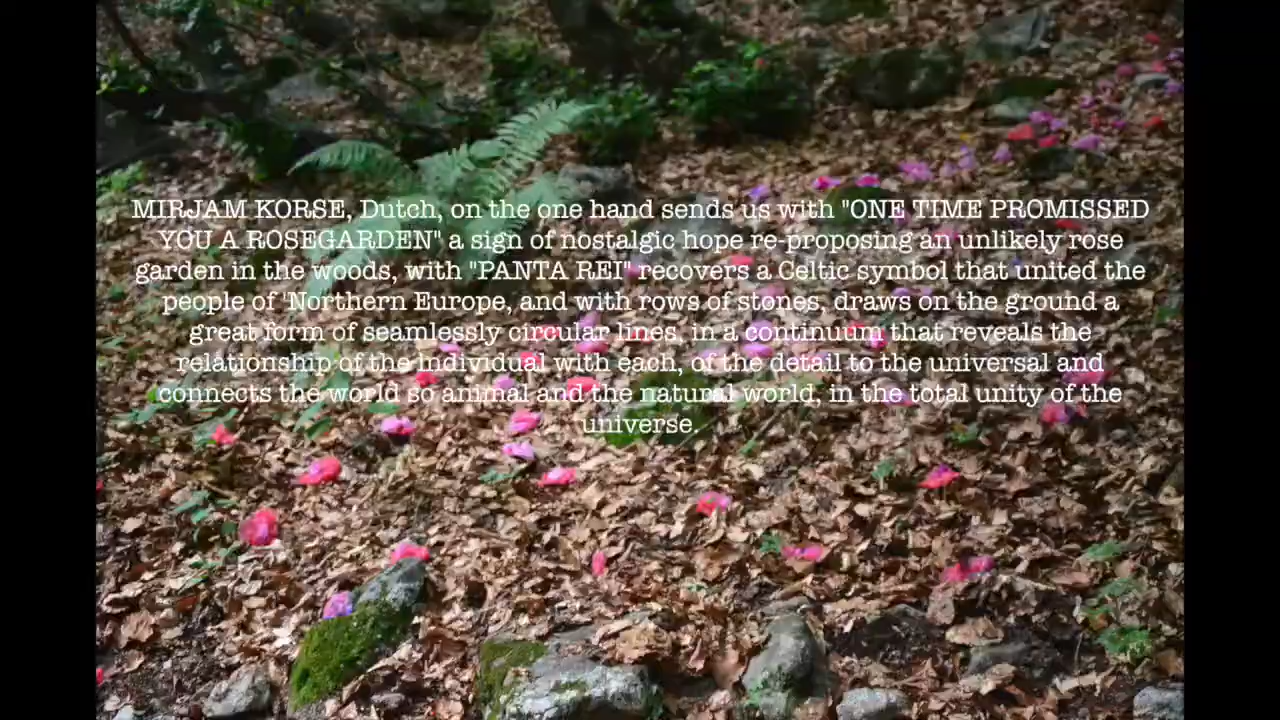 MIRJAM KORSE, Dutch, on the one hand sends us with "ONE TIME PROMISSED
YOU A ROSEGARDEN" a sign of nostalgic hope re-proposing an unlikely rose
garden in the woods, with "PANTA REI" recovers a Celtic symbol that united the
people of 'Northern Europe, and with rows of stones, draws on the ground a
great form of seamlessly circular lines, in a continuum that reveals the
relationship of the individual with each, of the detail to the universal and
connects the world so animal and the natural world, in the total unity of the
universe.